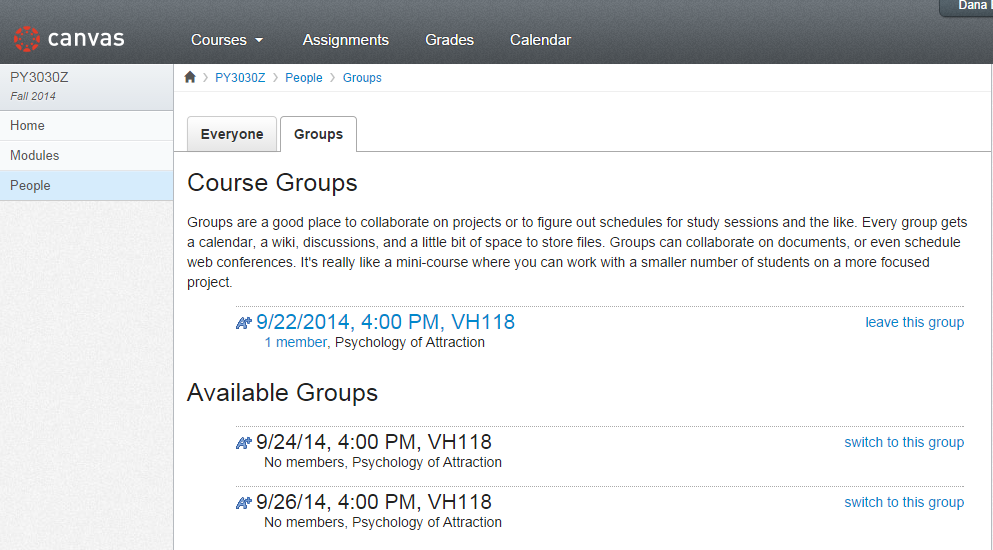 Dana
canvas
Courses
Assignments
Grades
Calendar
PY3030Z
Fall 2014
Home
Modules
People
PY3030Z > People > Groups
Everyone
Groups
Course Groups
Groups are a good place to collaborate on projects or to figure out schedules for study sessions and the like. Every group gets
a calendar, a wiki, discussions, and a little bit of space to store files. Groups can collaborate on documents, or even schedule
web conferences. It's really like a mini-course where you can work with a smaller number of students on a more focused
project.
A+ 9/22/2014, 4:00 PM, VH118
leave this group
1 member, Psychology of Attraction
Available Groups
A+ 9/24/14, 4:00 PM, VH118
switch to this group
No members, Psychology of Attraction
A+ 9/26/14, 4:00 PM, VH118
switch to this group
No members, Psychology of Attraction